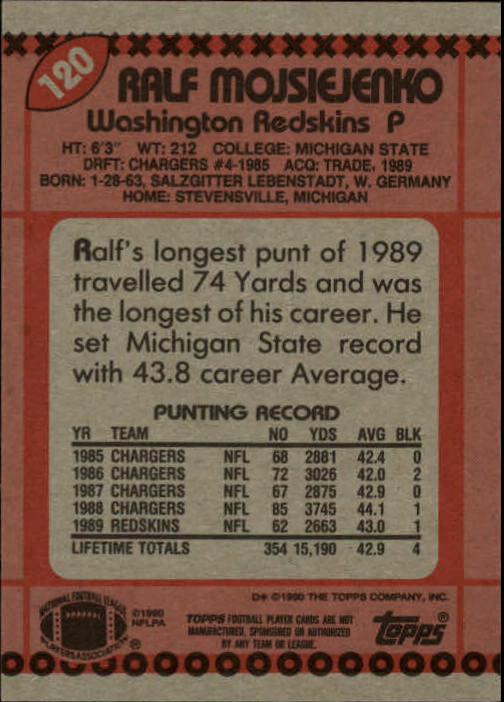 120
RALF MOJSIEJENKO
Washington Redskins P
HT: 6'3" WT: 212 COLLEGE: MICHIGAN STATE
DRFT: CHARGERS #4-1985 ACQ: TRADE, 1989
BORN: 1-28-63, SALZGITTER LEBENSTADT, W. GERMANY
HOME: STEVENSVILLE, MICHIGAN
Ralf's longest punt of 1989
travelled 74 Yards and was
the longest of his career. He
set Michigan State record
with 43.8 career Average.
PUNTING RECORD
YR TEAM NO YDS AVG BLK
1985 CHARGERS NFL 68 2881 42.4 0
1986 CHARGERS NFL 72 3026 42.0 2
1987 CHARGERS NFL 67 2875 42.9 0
1988 CHARGERS NFL 85 3745 44.1 1
1989 REDSKINS NFL 62 2663 43.0 1
LIFETIME TOTALS 354 15,190 42.9 4
D* ©1990 THE TOPPS COMPANY, INC.
NATIONAL FOOTBALL LEAGUE
PLAYERS ASSOCIATION ®
©1990
NFLPA
TOPPS FOOTBALL PLAYER CARDS ARE NOT
MANUFACTURED, SPONSORED OR AUTHORIZED
BY ANY TEAM OR LEAGUE.
Topps®